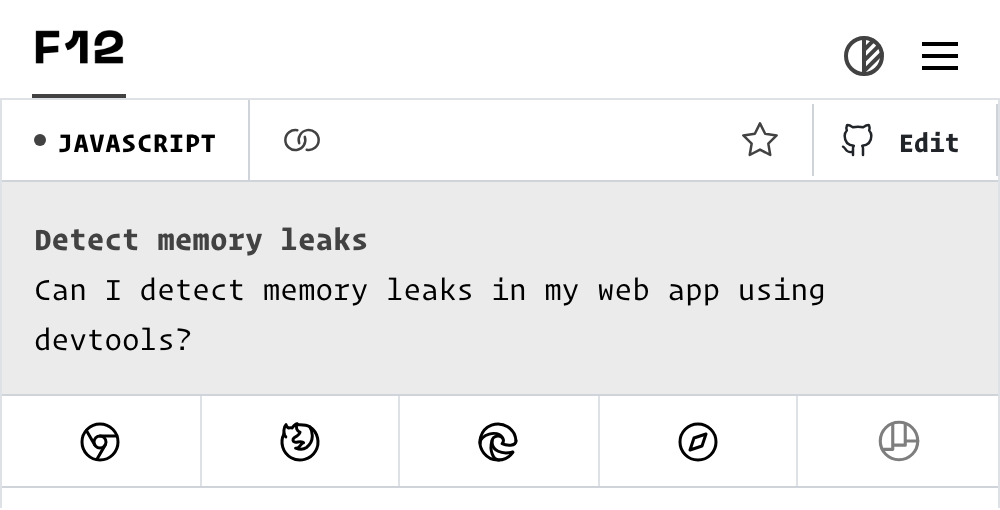 F12
JAVASCRIPT
Edit
Detect memory leaks
Can I detect memory leaks in my web app using
devtools?